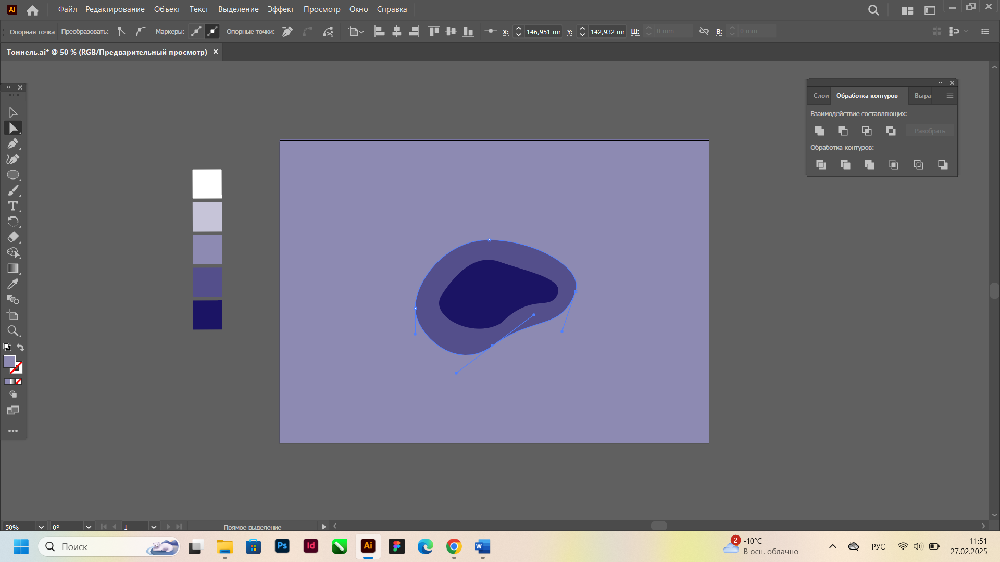 Ai Файл Редактирование Объект Текст Выделение Эффект Просмотр Окно Справка
Опорная точка Преобразовать: Маркеры: Опорные точки: X: 146,951 mr Y: 142,932 mr Ш: 0 mm В: 0 mm
Тоннель.ai* @ 50 % (RGB/Предварительный просмотр)
Слои Обработка контуров Выра
Взаимодействие составляющих:
Разобрать
Обработка контуров:
50% 0° 1 Прямое выделение
Поиск
Ps Id Ai W
2
-10°C
В осн. облачно
РУС
11:51
27.02.2025